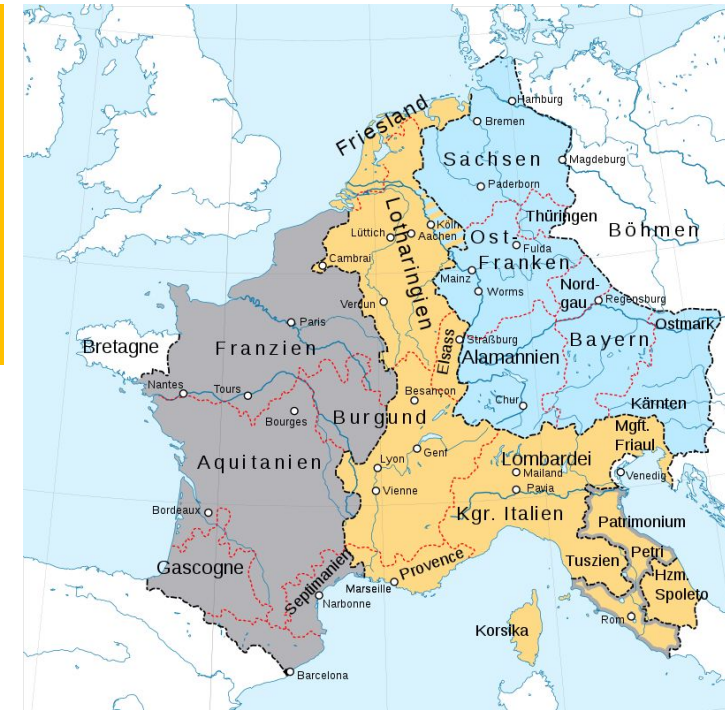 Hamburg
Friesland
Bremen
Sachsen
Magdeburg
Paderborn
Lotharingien
Thüringen
Köln
Lüttich
Aachen
Ost-
Fulda
Böhmen
Cambrai
Franken
Mainz
Nord-
gau
Worms
Verdun
Regensburg
Ostmark
Paris
Bretagne
Franzien
Elsass
Straßburg
Alamannien
Bayern
Nantes
Tours
Besançon
Chur
Kärnten
Bourges
Burgund
Mgft.
Friaul
Aquitanien
Lyon
Genf
Lombardei
Mailand
Venedig
Vienne
Pavia
Bordeaux
Kgr. Italien
Patrimonium
Petri
Gascogne
Septimanien
Provence
Tuszien
Hzm.
Spoleto
Marseille
Narbonne
Rom
Korsika
Barcelona